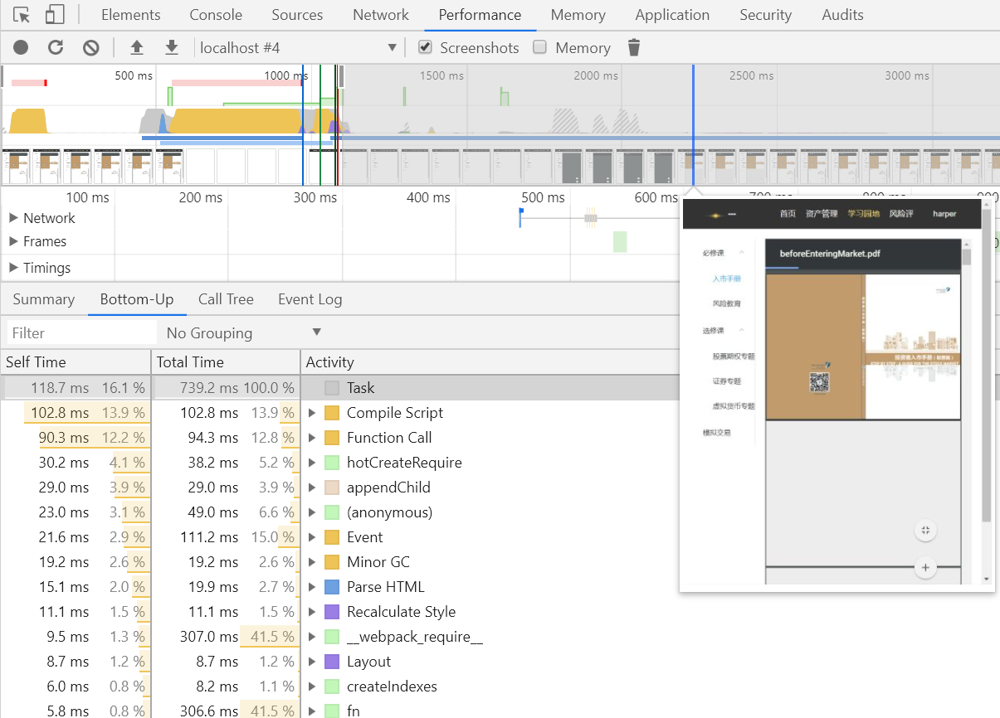 Elements Console Sources Network Performance Memory Application Security Audits
localhost #4 Screenshots Memory
500 ms 1000 ms 1500 ms 2000 ms 2500 ms 3000 ms
100 ms 200 ms 300 ms 400 ms 500 ms 600 ms
Network
Frames
Timings
首页 资产管理 学习园地 风险评 harper
必修课
入市手册
风险教育
选修课
股票期权专题
证券专题
虚拟货币专题
模拟交易
beforeEnteringMarket.pdf
Summary Bottom-Up Call Tree Event Log
Filter No Grouping
Self Time Total Time Activity
118.7 ms 16.1 % 739.2 ms 100.0 % Task
102.8 ms 13.9 % 102.8 ms 13.9 % Compile Script
90.3 ms 12.2 % 94.3 ms 12.8 % Function Call
30.2 ms 4.1 % 38.2 ms 5.2 % hotCreateRequire
29.0 ms 3.9 % 29.0 ms 3.9 % appendChild
23.0 ms 3.1 % 49.0 ms 6.6 % (anonymous)
21.6 ms 2.9 % 111.2 ms 15.0 % Event
19.2 ms 2.6 % 19.2 ms 2.6 % Minor GC
15.1 ms 2.0 % 19.9 ms 2.7 % Parse HTML
11.1 ms 1.5 % 11.1 ms 1.5 % Recalculate Style
9.5 ms 1.3 % 307.0 ms 41.5 % __webpack_require__
8.7 ms 1.2 % 8.7 ms 1.2 % Layout
6.0 ms 0.8 % 8.2 ms 1.1 % createIndexes
5.8 ms 0.8 % 306.6 ms 41.5 % fn